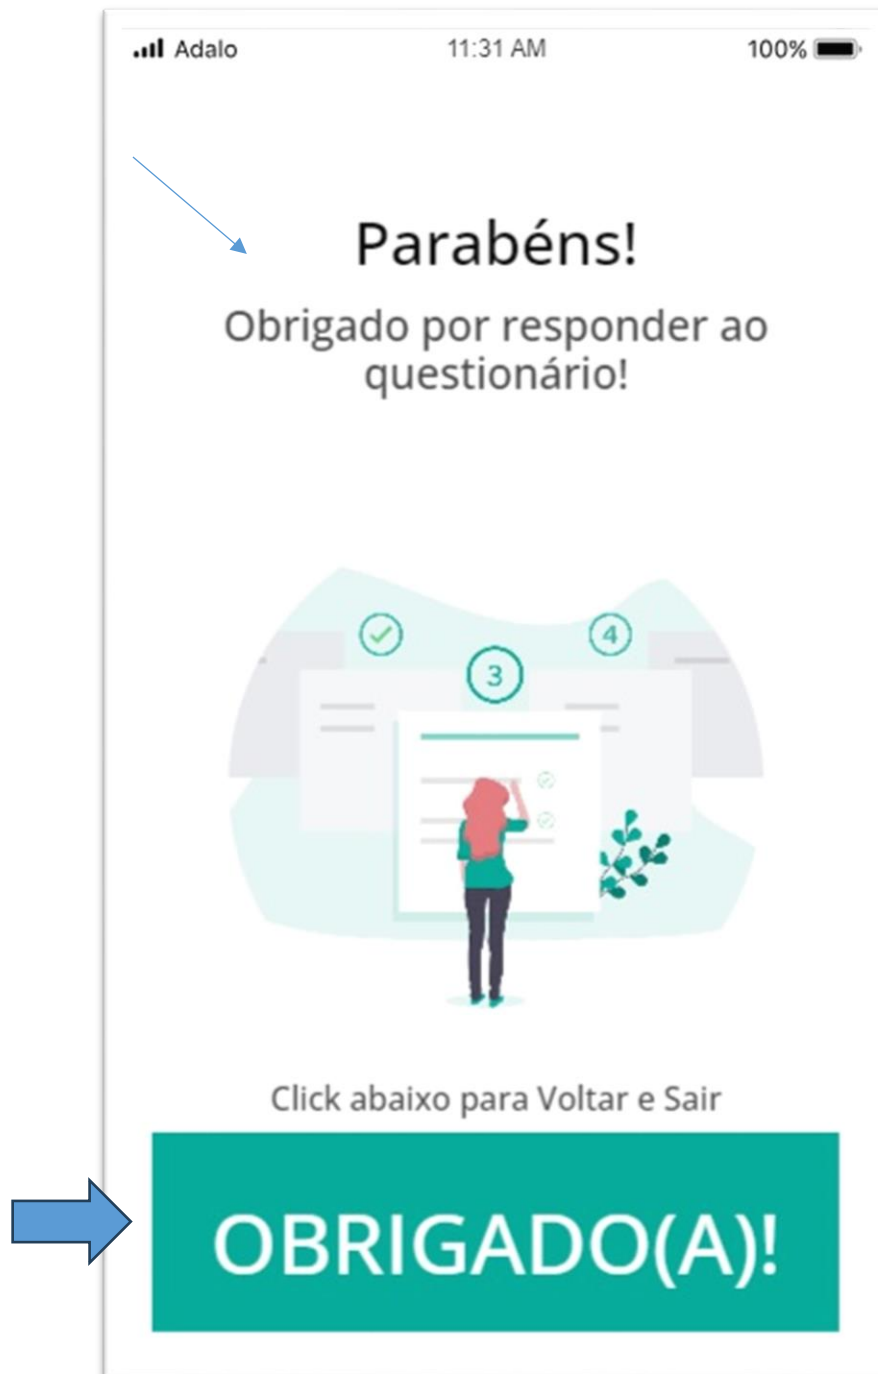 Adalo 11:31 AM 100%
Parabéns!
Obrigado por responder ao
questionário!
4
3
Click abaixo para Voltar e Sair
OBRIGADO(A)!